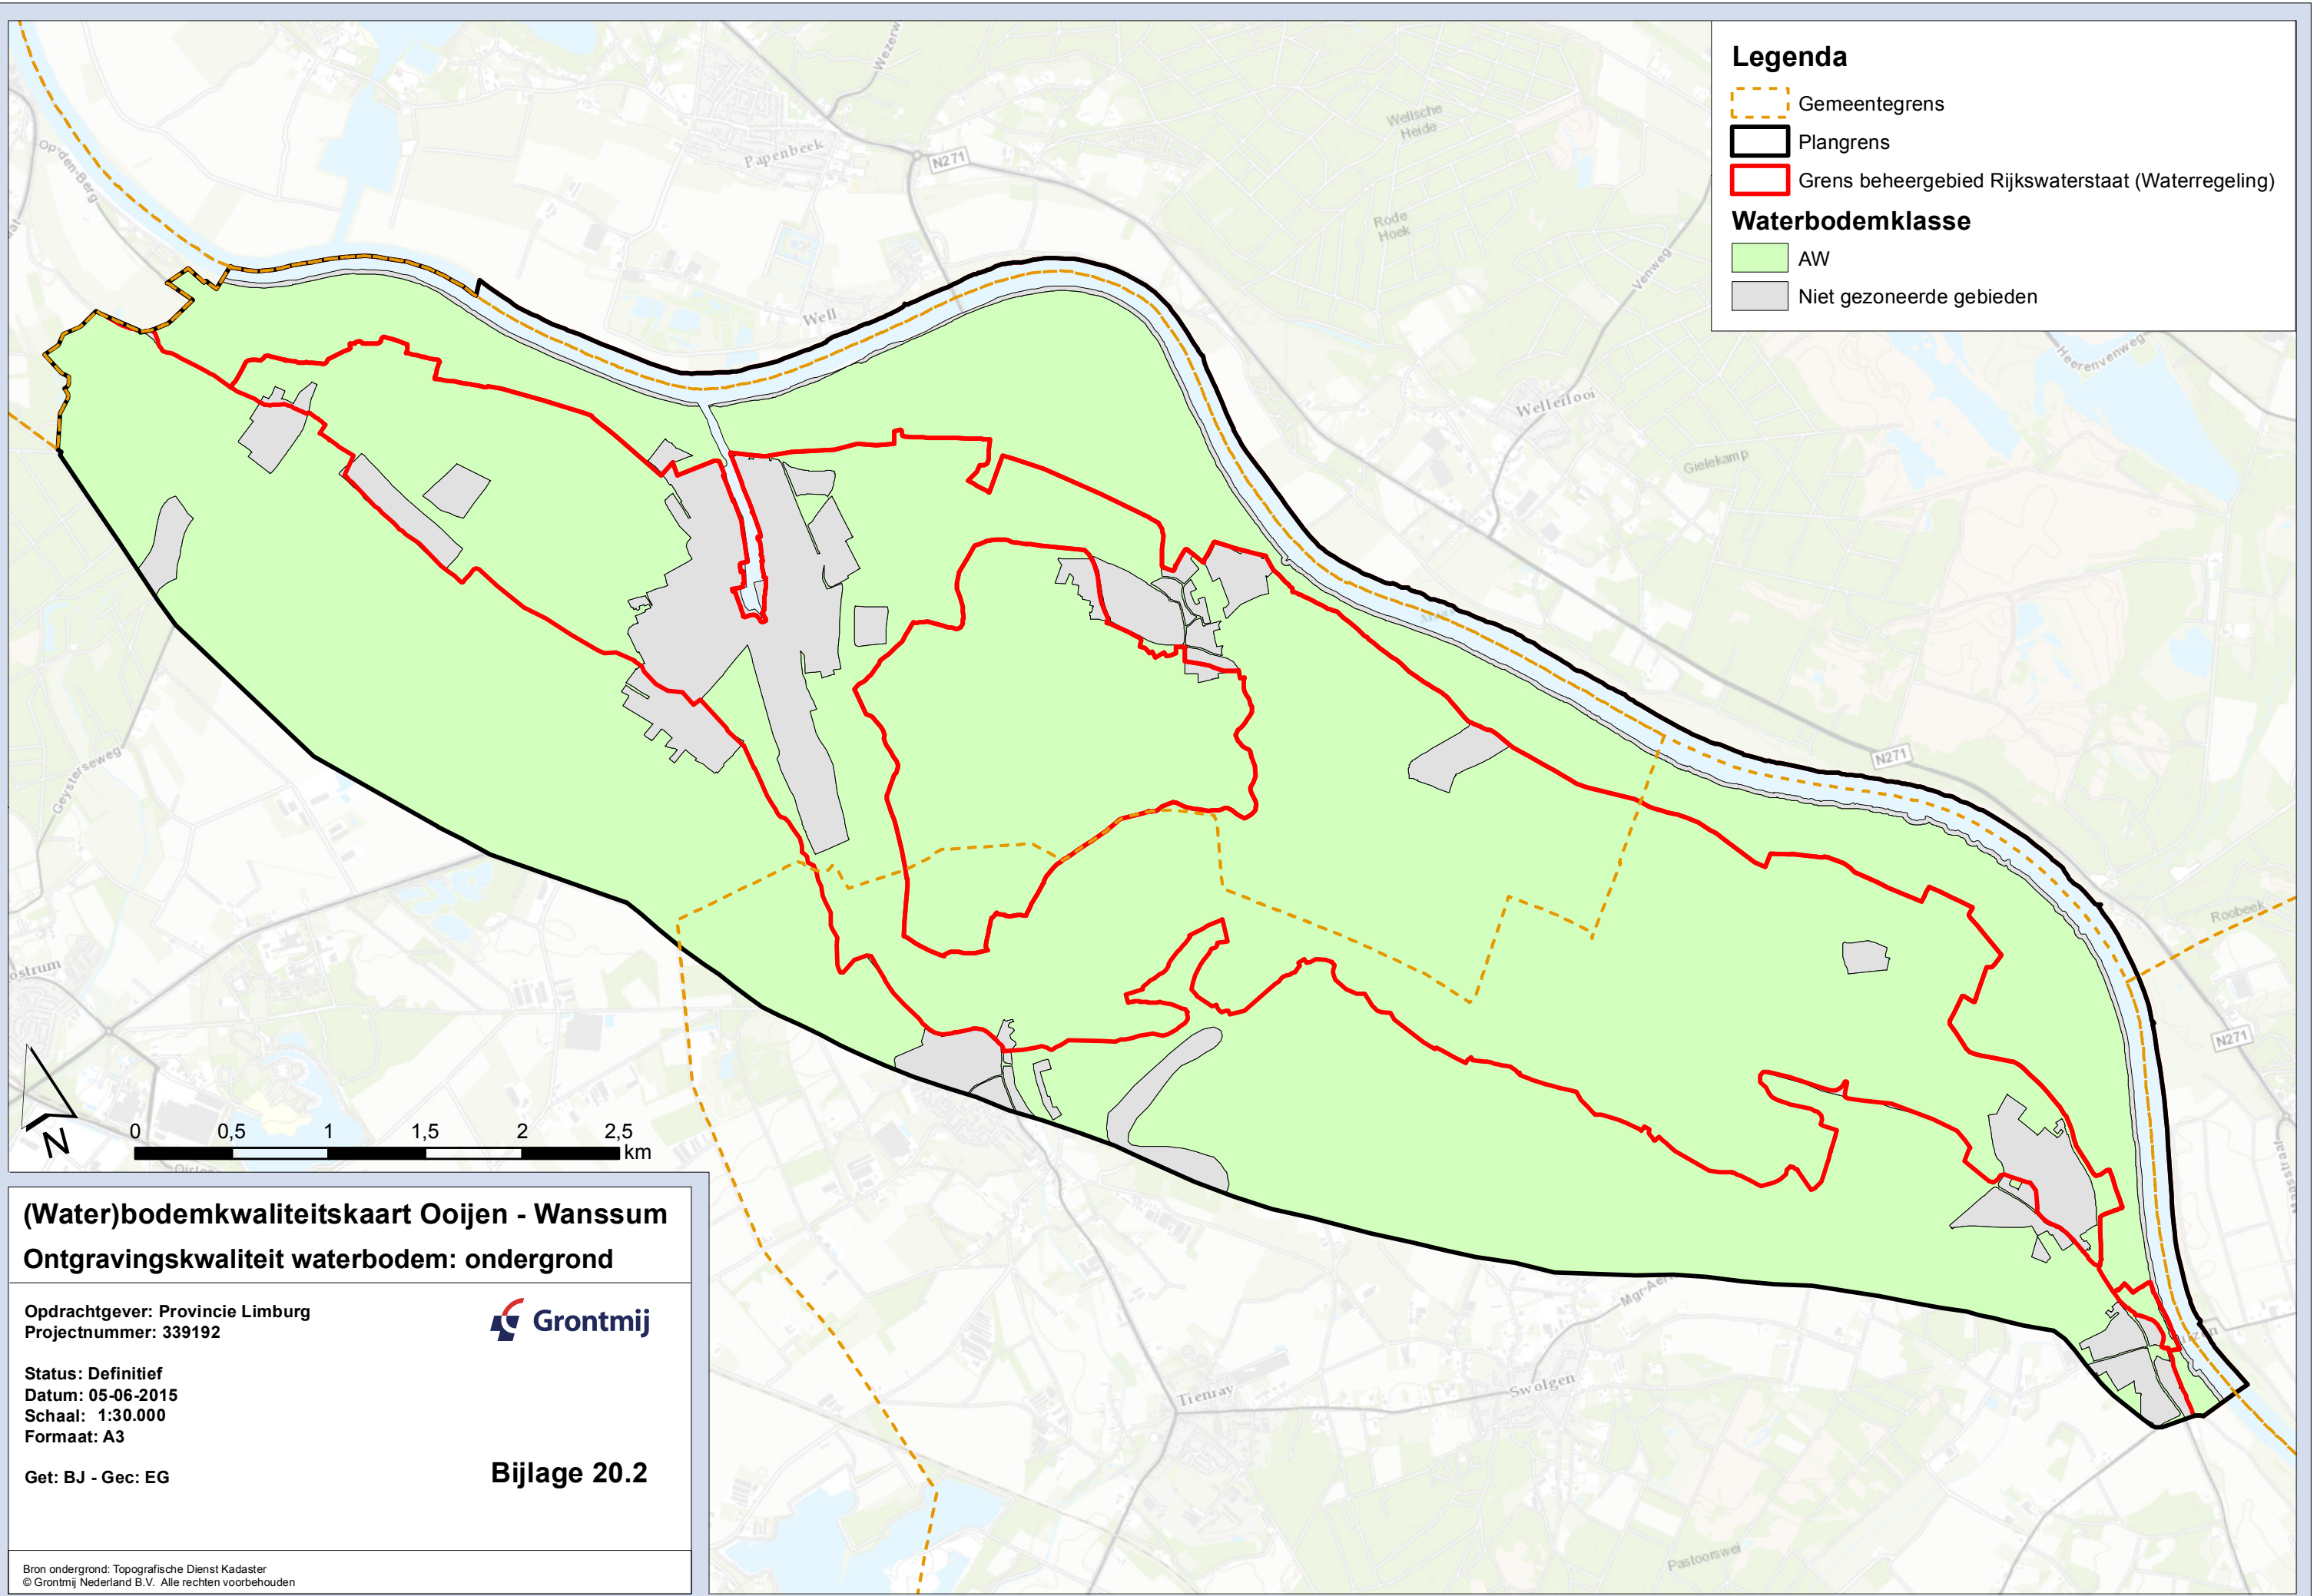 Legenda
Gemeentegrens
Plangrens
Grens beheergebied Rijkswaterstaat (Waterregeling)
Waterbodemklasse
AW
Niet gezoneerde gebieden
Op-den-Berg
Papenbeek
N271
Wellsche
Heide
Rode
Hoek
Venweg
Heerenvenweg
Well
Wellerlooi
Gielekamp
N271
Geysterseweg
Roobeek
N271
Tienray
Swolgen
N
0 0,5 1 1,5 2 2,5
km
(Water)bodemkwaliteitskaart Ooijen - Wanssum
Ontgravingskwaliteit waterbodem: ondergrond
Opdrachtgever: Provincie Limburg
Projectnummer: 339192
Grontmij
Status: Definitief
Datum: 05-06-2015
Schaal: 1:30.000
Formaat: A3
Get: BJ - Gec: EG
Bijlage 20.2
Bron ondergrond: Topografische Dienst Kadaster
© Grontmij Nederland B.V. Alle rechten voorbehouden